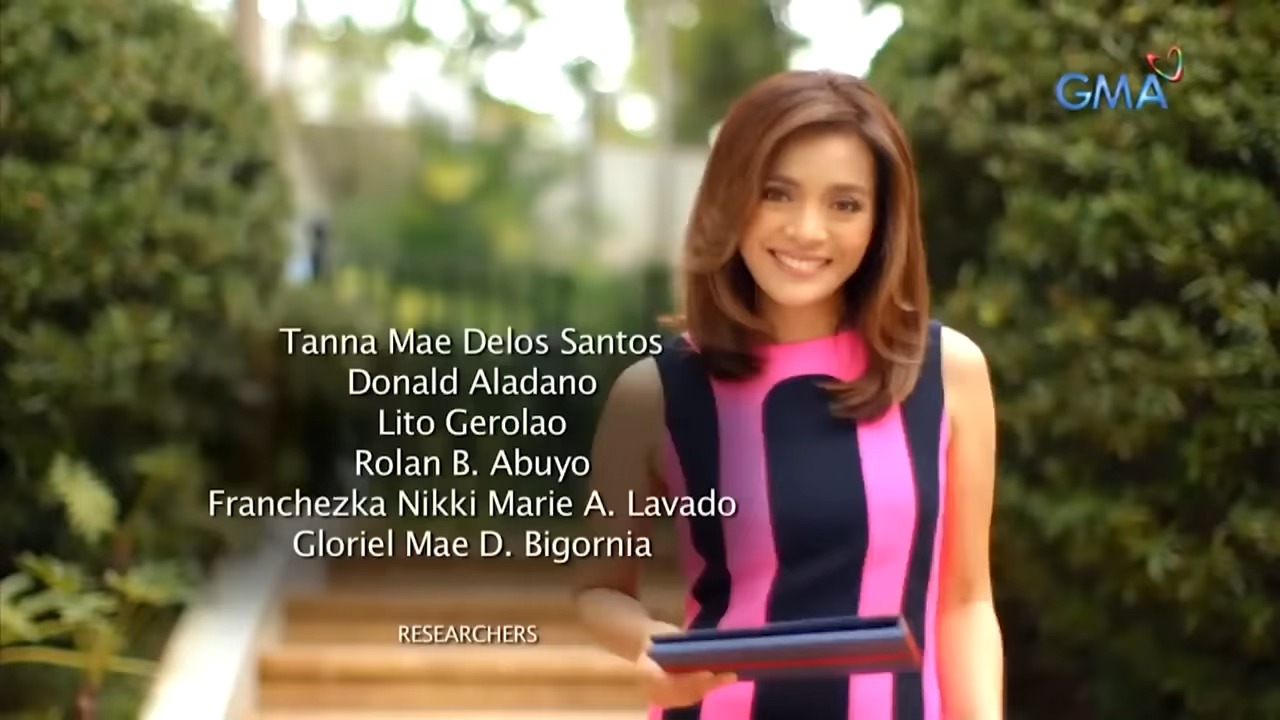 GMA
Tanna Mae Delos Santos
Donald Aladano
Lito Gerolao
Rolan B. Abuyo
Franchezka Nikki Marie A. Lavado
Gloriel Mae D. Bigornia
RESEARCHERS